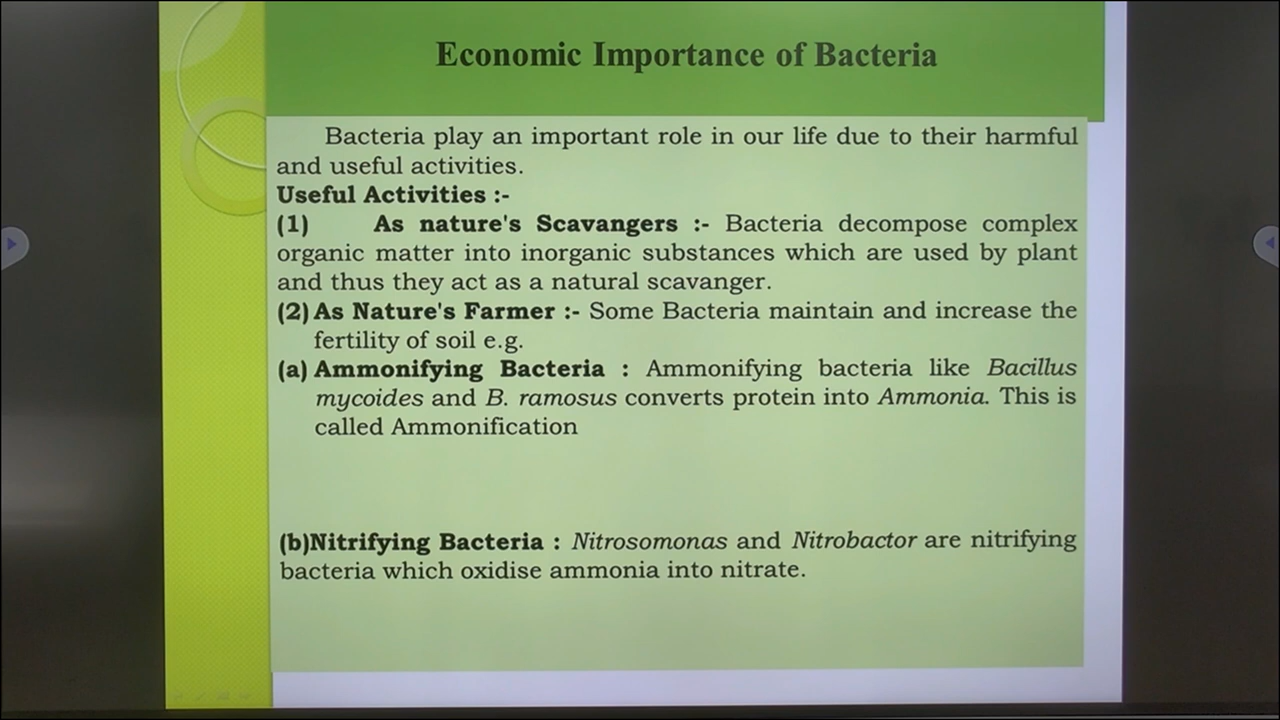 Economic Importance of Bacteria
Bacteria play an important role in our life due to their harmful
and useful activities.
Useful Activities :-
(1) As nature's Scavangers :- Bacteria decompose complex
organic matter into inorganic substances which are used by plant
and thus they act as a natural scavanger.
(2) As Nature's Farmer :- Some Bacteria maintain and increase the
fertility of soil e.g.
(a) Ammonifying Bacteria : Ammonifying bacteria like Bacillus
mycoides and B. ramosus converts protein into Ammonia. This is
called Ammonification
(b)Nitrifying Bacteria : Nitrosomonas and Nitrobactor are nitrifying
bacteria which oxidise ammonia into nitrate.